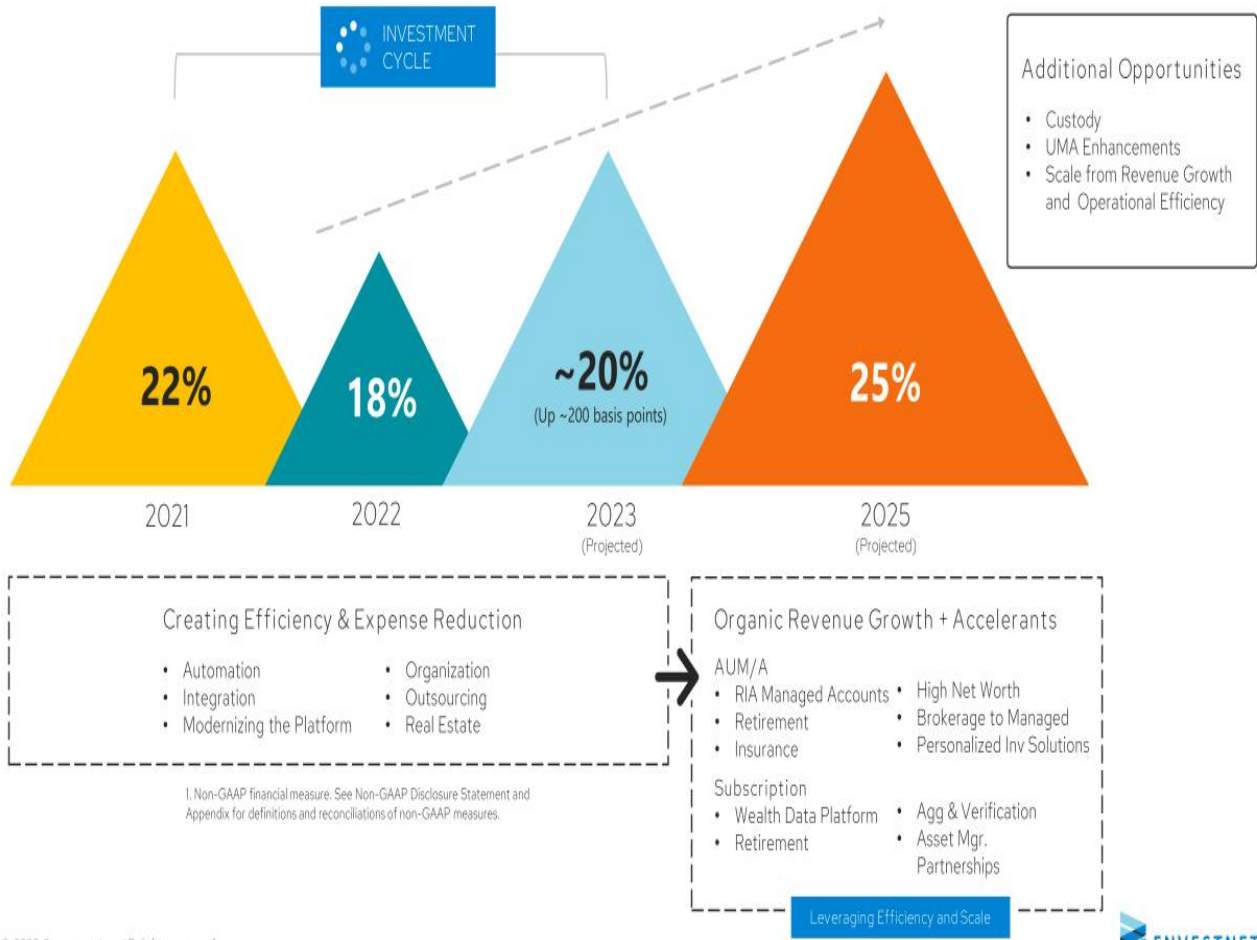 INVESTMENT
CYCLE
Additional Opportunities
• Custody
• UMA Enhancements
• Scale from Revenue Growth
and Operational Efficiency
22%
18%
~20%
(Up ~200 basis points)
25%
2021
2022
2023
(Projected)
2025
(Projected)
Creating Efficiency & Expense Reduction
• Automation
• Integration
• Modernizing the Platform
• Organization
• Outsourcing
• Real Estate
1. Non-GAAP financial measure. See Non-GAAP Disclosure Statement and
Appendix for definitions and reconciliations of non-GAAP measures.
Organic Revenue Growth + Accelerants
AUM/A
• RIA Managed Accounts
• Retirement
• Insurance
• High Net Worth
• Brokerage to Managed
• Personalized Inv Solutions
Subscription
• Wealth Data Platform
• Retirement
• Agg & Verification
• Asset Mgr.
Partnerships
Leveraging Efficiency and Scale
ENVESTNET